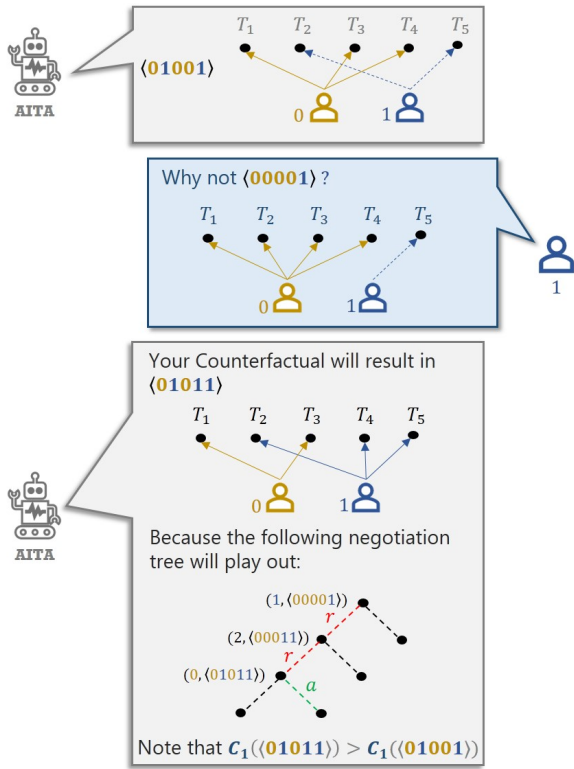 T₁ T₂ T₃ T₄ T₅
⟨01001⟩
AITA
0 1
Why not ⟨00001⟩ ?
T₁ T₂ T₃ T₄ T₅
0 1
1
Your Counterfactual will result in
⟨01011⟩
T₁ T₂ T₃ T₄ T₅
0 1
AITA
Because the following negotiation
tree will play out:
(1, ⟨00001⟩)
r
(2, ⟨00011⟩)
r
(0, ⟨01011⟩)
a
Note that C₁(⟨01011⟩) > C₁(⟨01001⟩)